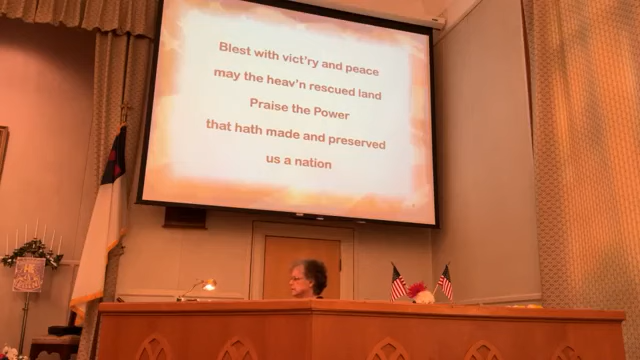 Blest with vict'ry and peace
may the heav'n rescued land
Praise the Power
that hath made and preserved
us a nation